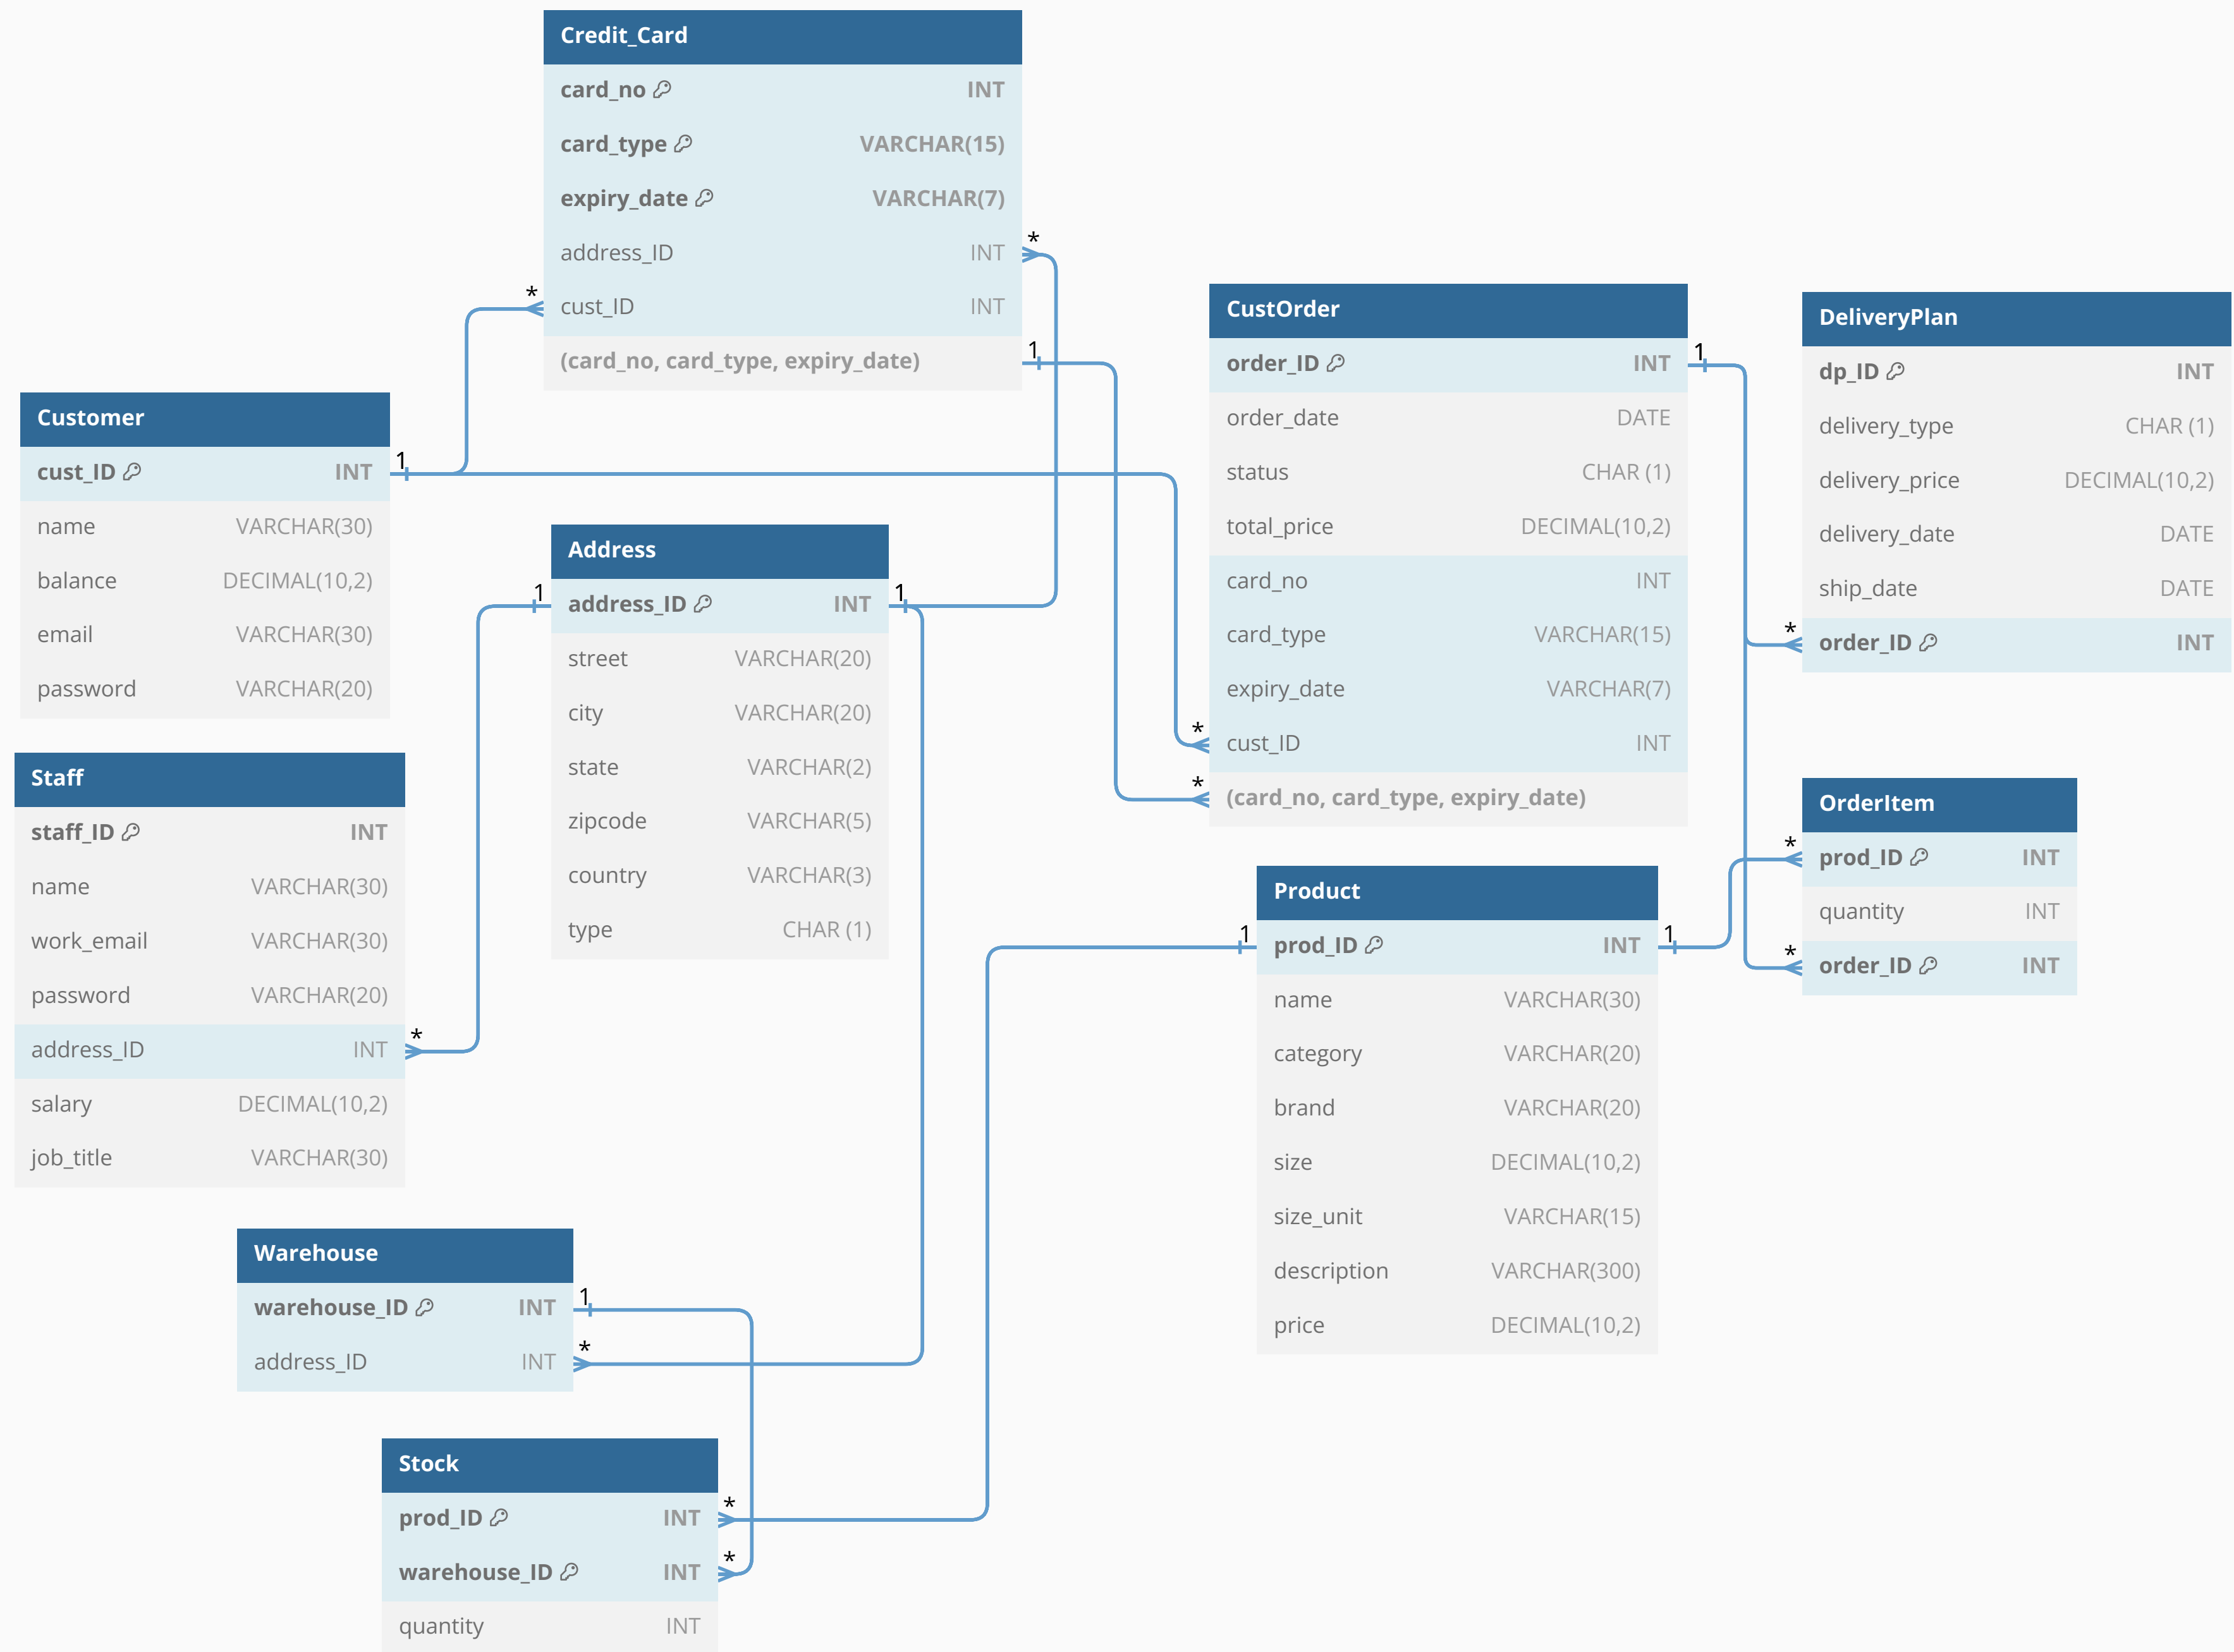 Credit_Card
card_no INT
card_type VARCHAR(15)
expiry_date VARCHAR(7)
address_ID INT
*
cust_ID INT
*
(card_no, card_type, expiry_date)
1
Customer
cust_ID INT
1
name VARCHAR(30)
balance DECIMAL(10,2)
email VARCHAR(30)
password VARCHAR(20)
Address
1
address_ID INT
1
street VARCHAR(20)
city VARCHAR(20)
state VARCHAR(2)
zipcode VARCHAR(5)
country VARCHAR(3)
type CHAR (1)
CustOrder
order_ID INT
1
order_date DATE
status CHAR (1)
total_price DECIMAL(10,2)
card_no INT
card_type VARCHAR(15)
expiry_date VARCHAR(7)
*
cust_ID INT
*
(card_no, card_type, expiry_date)
DeliveryPlan
dp_ID INT
delivery_type CHAR (1)
delivery_price DECIMAL(10,2)
delivery_date DATE
ship_date DATE
*
order_ID INT
Staff
staff_ID INT
name VARCHAR(30)
work_email VARCHAR(30)
password VARCHAR(20)
address_ID INT
*
salary DECIMAL(10,2)
job_title VARCHAR(30)
Product
1
prod_ID INT
1
name VARCHAR(30)
category VARCHAR(20)
brand VARCHAR(20)
size DECIMAL(10,2)
size_unit VARCHAR(15)
description VARCHAR(300)
price DECIMAL(10,2)
OrderItem
*
prod_ID INT
quantity INT
*
order_ID INT
Warehouse
warehouse_ID INT
1
address_ID INT
*
Stock
prod_ID INT
*
warehouse_ID INT
*
quantity INT